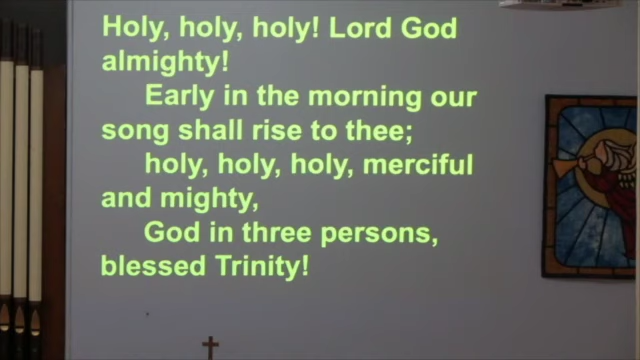 Holy, holy, holy! Lord God
almighty!
Early in the morning our
song shall rise to thee;
holy, holy, holy, merciful
and mighty,
God in three persons,
blessed Trinity!